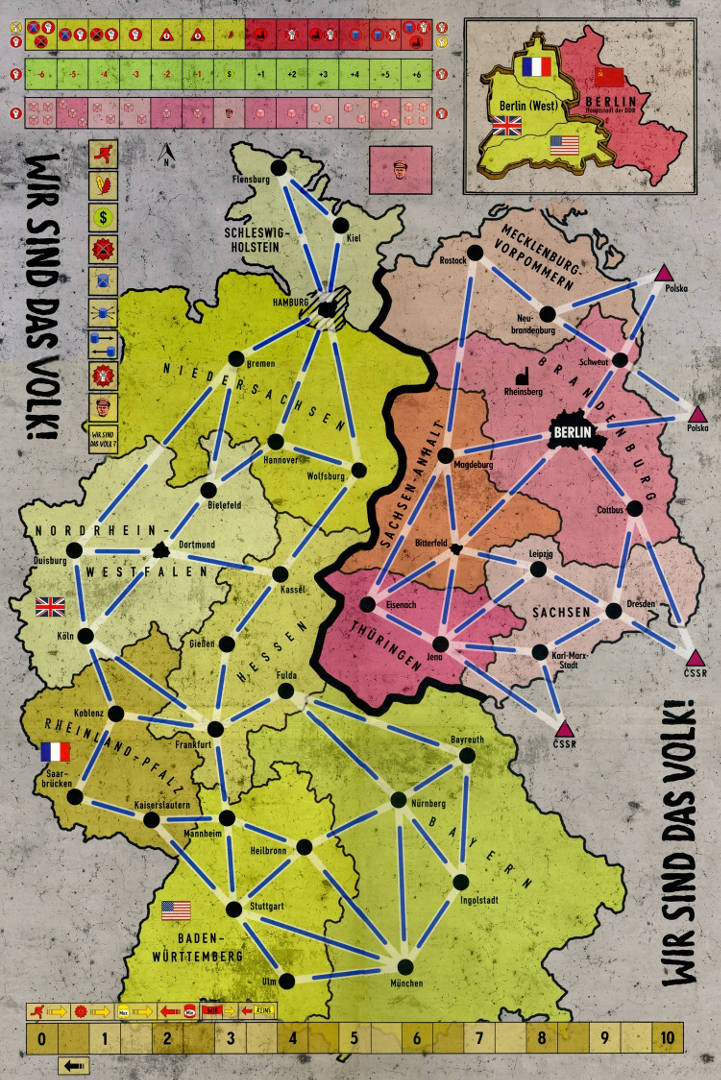 -6 -5 -4 -3 -2 -1 $ +1 +2 +3 +4 +5 +6
Berlin (West)
BERLIN
Hauptstadt der DDR
WIR SIND DAS VOLK!
N
$
WIR SIND
DAS VOLK?
Flensburg
Kiel
SCHLESWIG-
HOLSTEIN
HAMBURG
MECKLENBURG-
VORPOMMERN
Rostock
Neu-
brandenburg
Polska
Schwedt
Polska
Rheinsberg
BRANDENBURG
BERLIN
NIEDERSACHSEN
Bremen
Hannover
Wolfsburg
SACHSEN-ANHALT
Magdeburg
Bitterfeld
Cottbus
Bielefeld
NORDRHEIN-
WESTFALEN
Duisburg
Dortmund
Köln
Kassel
Gießen
HESSEN
Fulda
Eisenach
THÜRINGEN
Jena
Leipzig
SACHSEN
Dresden
Karl-Marx-
Stadt
ČSSR
ČSSR
Koblenz
RHEINLAND-PFALZ
Frankfurt
Saar-
brücken
Kaiserslautern
Mannheim
Heilbronn
Bayreuth
Nürnberg
BAYERN
Ingolstadt
Stuttgart
BADEN-
WÜRTTEMBERG
Ulm
München
WIR SIND DAS VOLK!
0 1 2 3 4 5 6 7 8 9 10